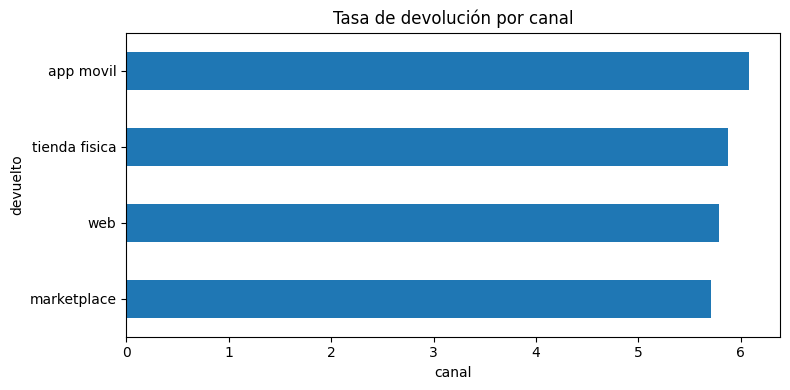 Tasa de devolución por canal
app movil
tienda fisica
web
marketplace
devuelto
0 1 2 3 4 5 6
canal